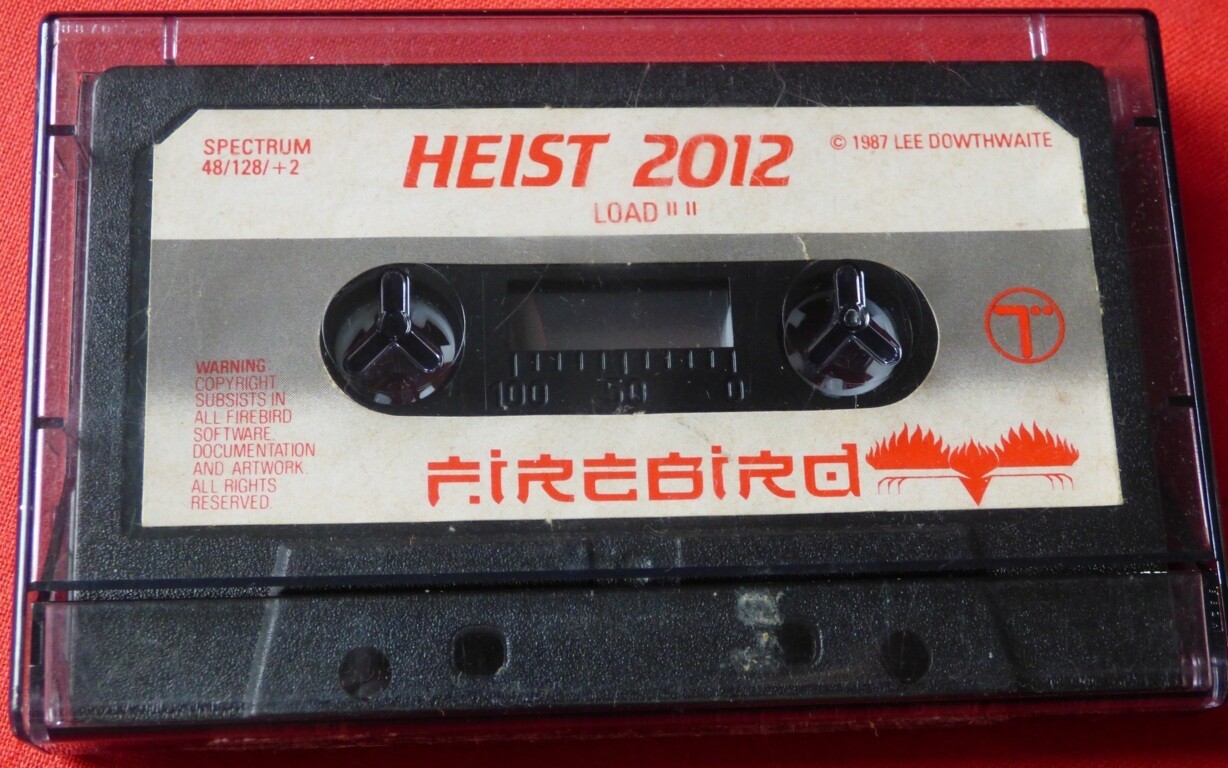 SPECTRUM
48/128/+2
HEIST 2012
LOAD " "
© 1987 LEE DOWTHWAITE
100 50 0
WARNING:
COPYRIGHT
SUBSISTS IN
ALL FIREBIRD
SOFTWARE.
DOCUMENTATION
AND ARTWORK.
ALL RIGHTS
RESERVED.
FIREBIRD